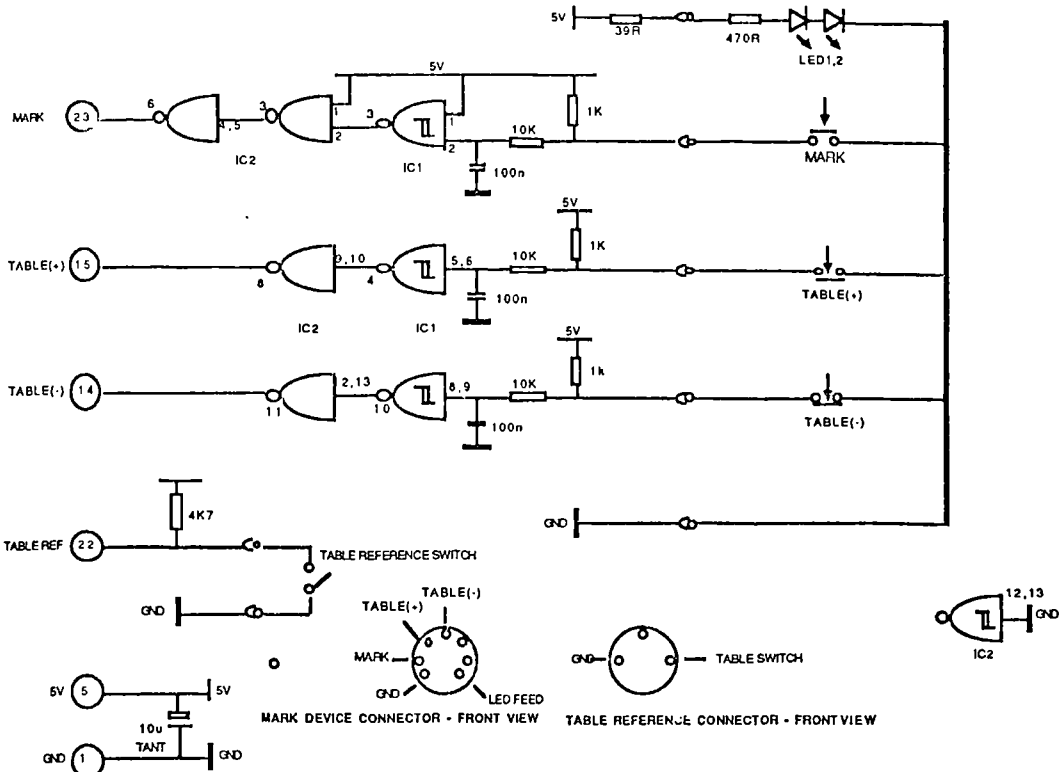 5V
39R
470R
LED1,2
5V
MARK
23
6
4,5
3
1
2
3
1
2
1K
10K
100n
IC2
IC1
MARK
5V
1K
TABLE(+)
15
8
9,10
4
5,6
10K
100n
TABLE(+)
IC2
IC1
5V
1k
TABLE(-)
14
11
2,13
10
8,9
10K
100n
TABLE(-)
4K7
GND
TABLE REF
22
TABLE REFERENCE SWITCH
GND
TABLE(-)
TABLE(+)
12,13
GND
IC2
MARK
GND
LED FEED
GND
TABLE SWITCH
MARK DEVICE CONNECTOR - FRONT VIEW
TABLE REFERENCE CONNECTOR - FRONT VIEW
5V
5
5V
10u
TANT
GND
1
GND